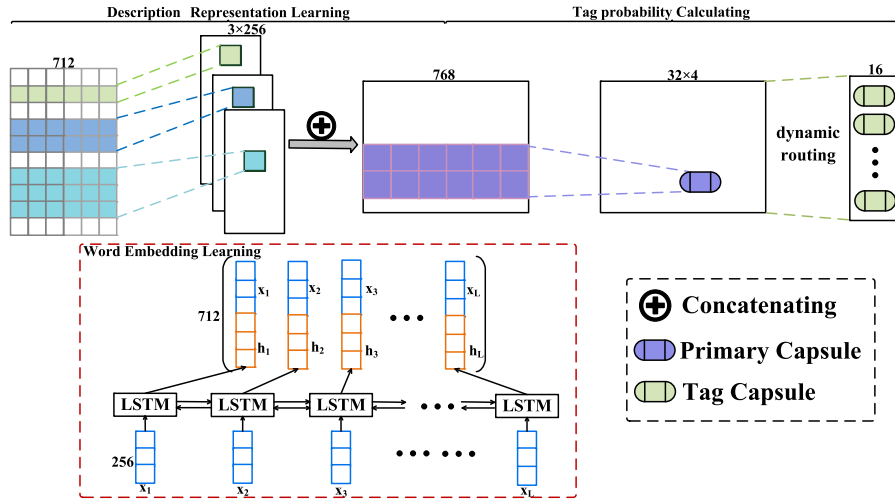 Description Representation Learning
Tag probability Calculating
712
3×256
768
32×4
16
dynamic
routing
Word Embedding Learning
712
x1
x2
x3
xL
h1
h2
h3
hL
LSTM
LSTM
LSTM
LSTM
256
x1
x2
x3
xL
Concatenating
Primary Capsule
Tag Capsule